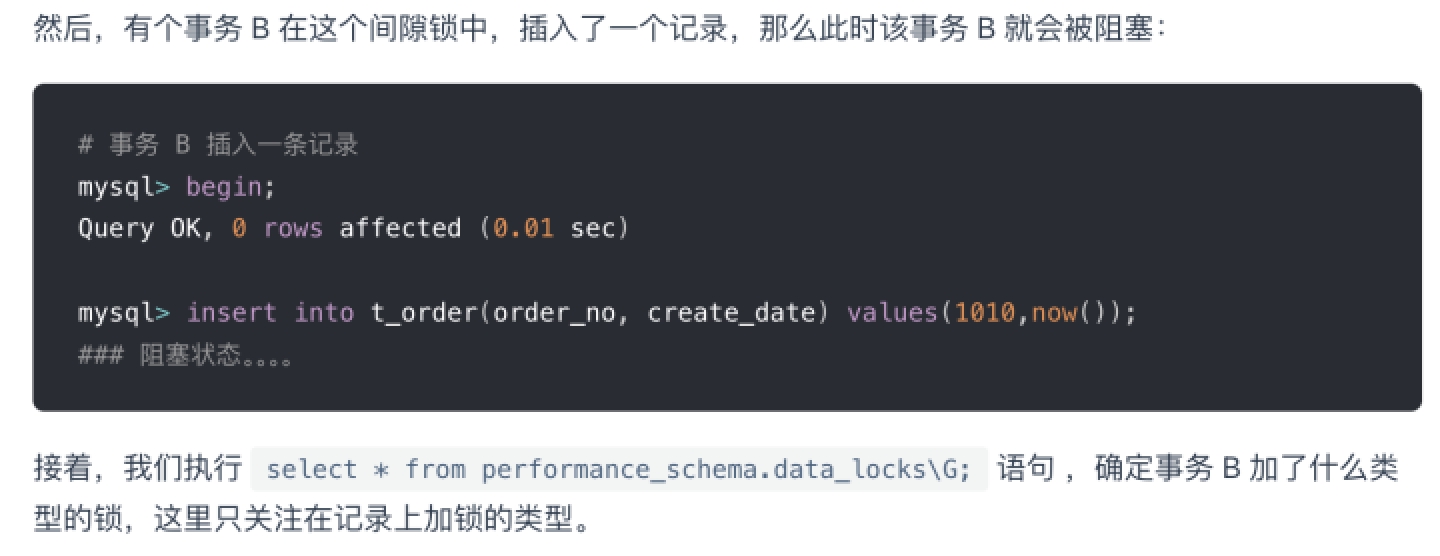 然后，有个事务 B 在这个间隙锁中，插入了一个记录，那么此时该事务 B 就会被阻塞：
# 事务 B 插入一条记录
mysql> begin;
Query OK, 0 rows affected (0.01 sec)
mysql> insert into t_order(order_no, create_date) values(1010,now());
### 阻塞状态。。。。
接着，我们执行 select * from performance_schema.data_locks\G; 语句 ，确定事务 B 加了什么类
型的锁，这里只关注在记录上加锁的类型。